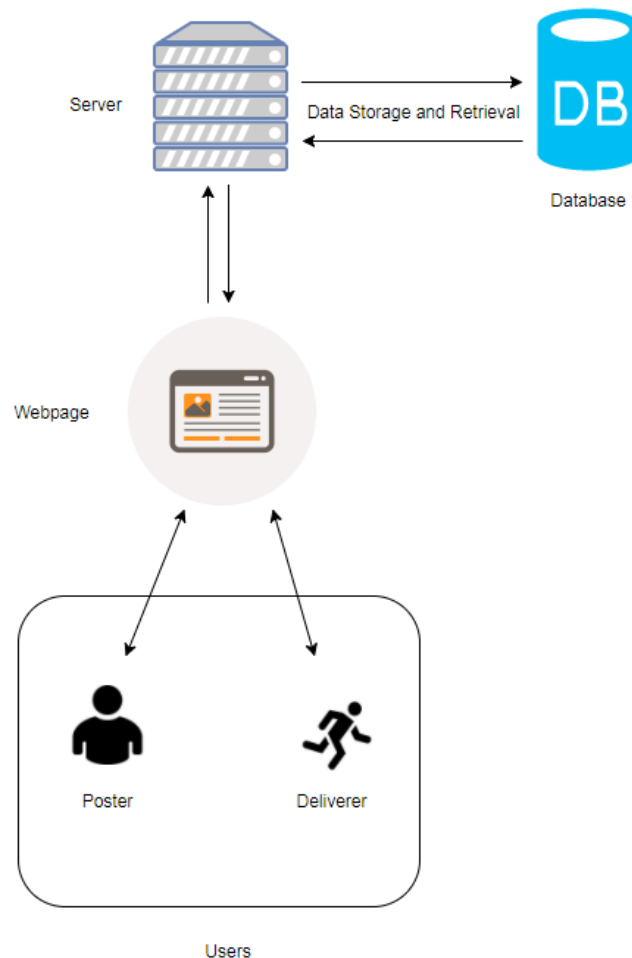 Server
Data Storage and Retrieval
DB
Database
Webpage
Poster
Deliverer
Users